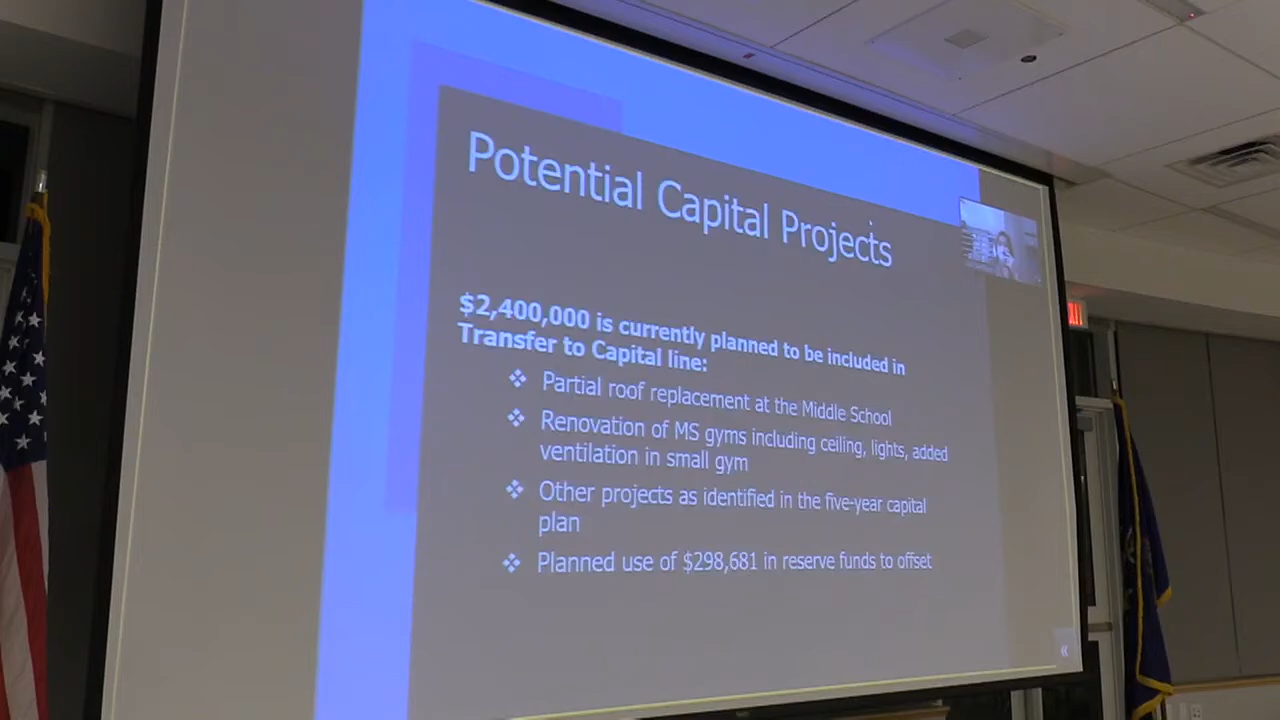 Potential Capital Projects
$2,400,000 is currently planned to be included in
Transfer to Capital line:
❖ Partial roof replacement at the Middle School
❖ Renovation of MS gyms including ceiling, lights, added
ventilation in small gym
❖ Other projects as identified in the five-year capital
plan
❖ Planned use of $298,681 in reserve funds to offset